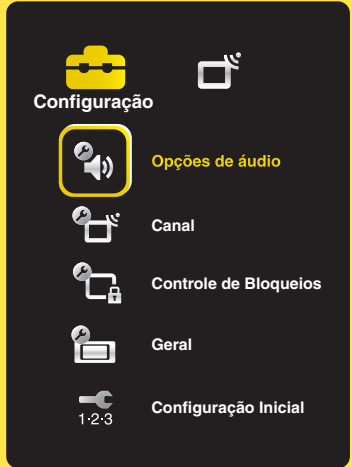 Configuração
Opções de áudio
Canal
Controle de Bloqueios
Geral
1·2·3
Configuração Inicial